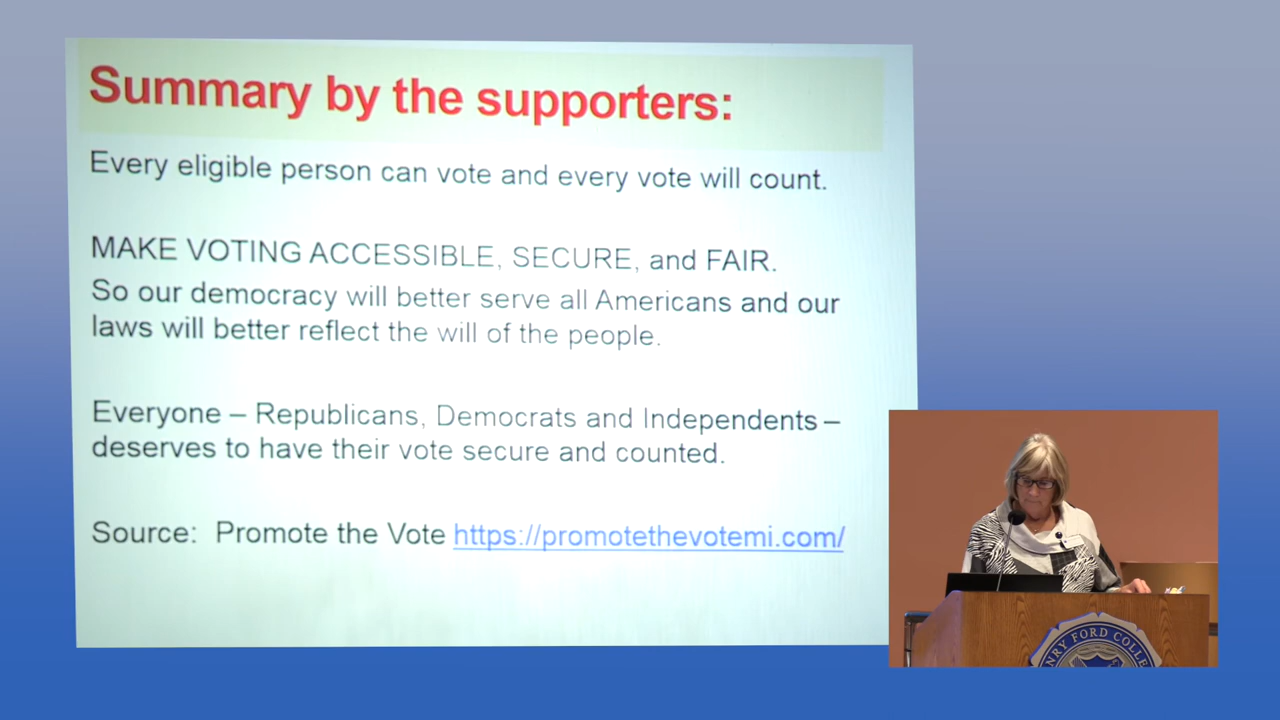 Summary by the supporters:
Every eligible person can vote and every vote will count.
MAKE VOTING ACCESSIBLE, SECURE, and FAIR.
So our democracy will better serve all Americans and our
laws will better reflect the will of the people.
Everyone – Republicans, Democrats and Independents –
deserves to have their vote secure and counted.
Source: Promote the Vote https://promotethevotemi.com/
NRY FORD COLLE